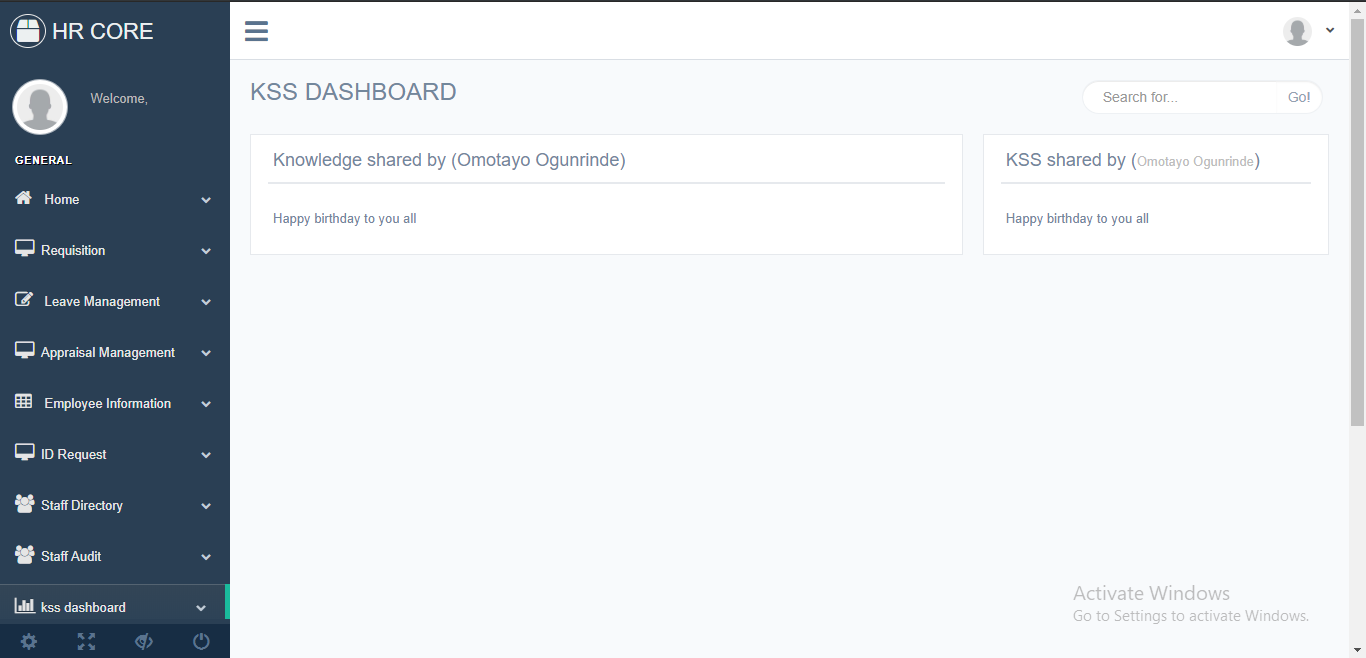 HR CORE
Welcome,
GENERAL
Home
Requisition
Leave Management
Appraisal Management
Employee Information
ID Request
Staff Directory
Staff Audit
kss dashboard
KSS DASHBOARD
Search for... Go!
Knowledge shared by (Omotayo Ogunrinde)
Happy birthday to you all
KSS shared by (Omotayo Ogunrinde)
Happy birthday to you all
Activate Windows
Go to Settings to activate Windows.